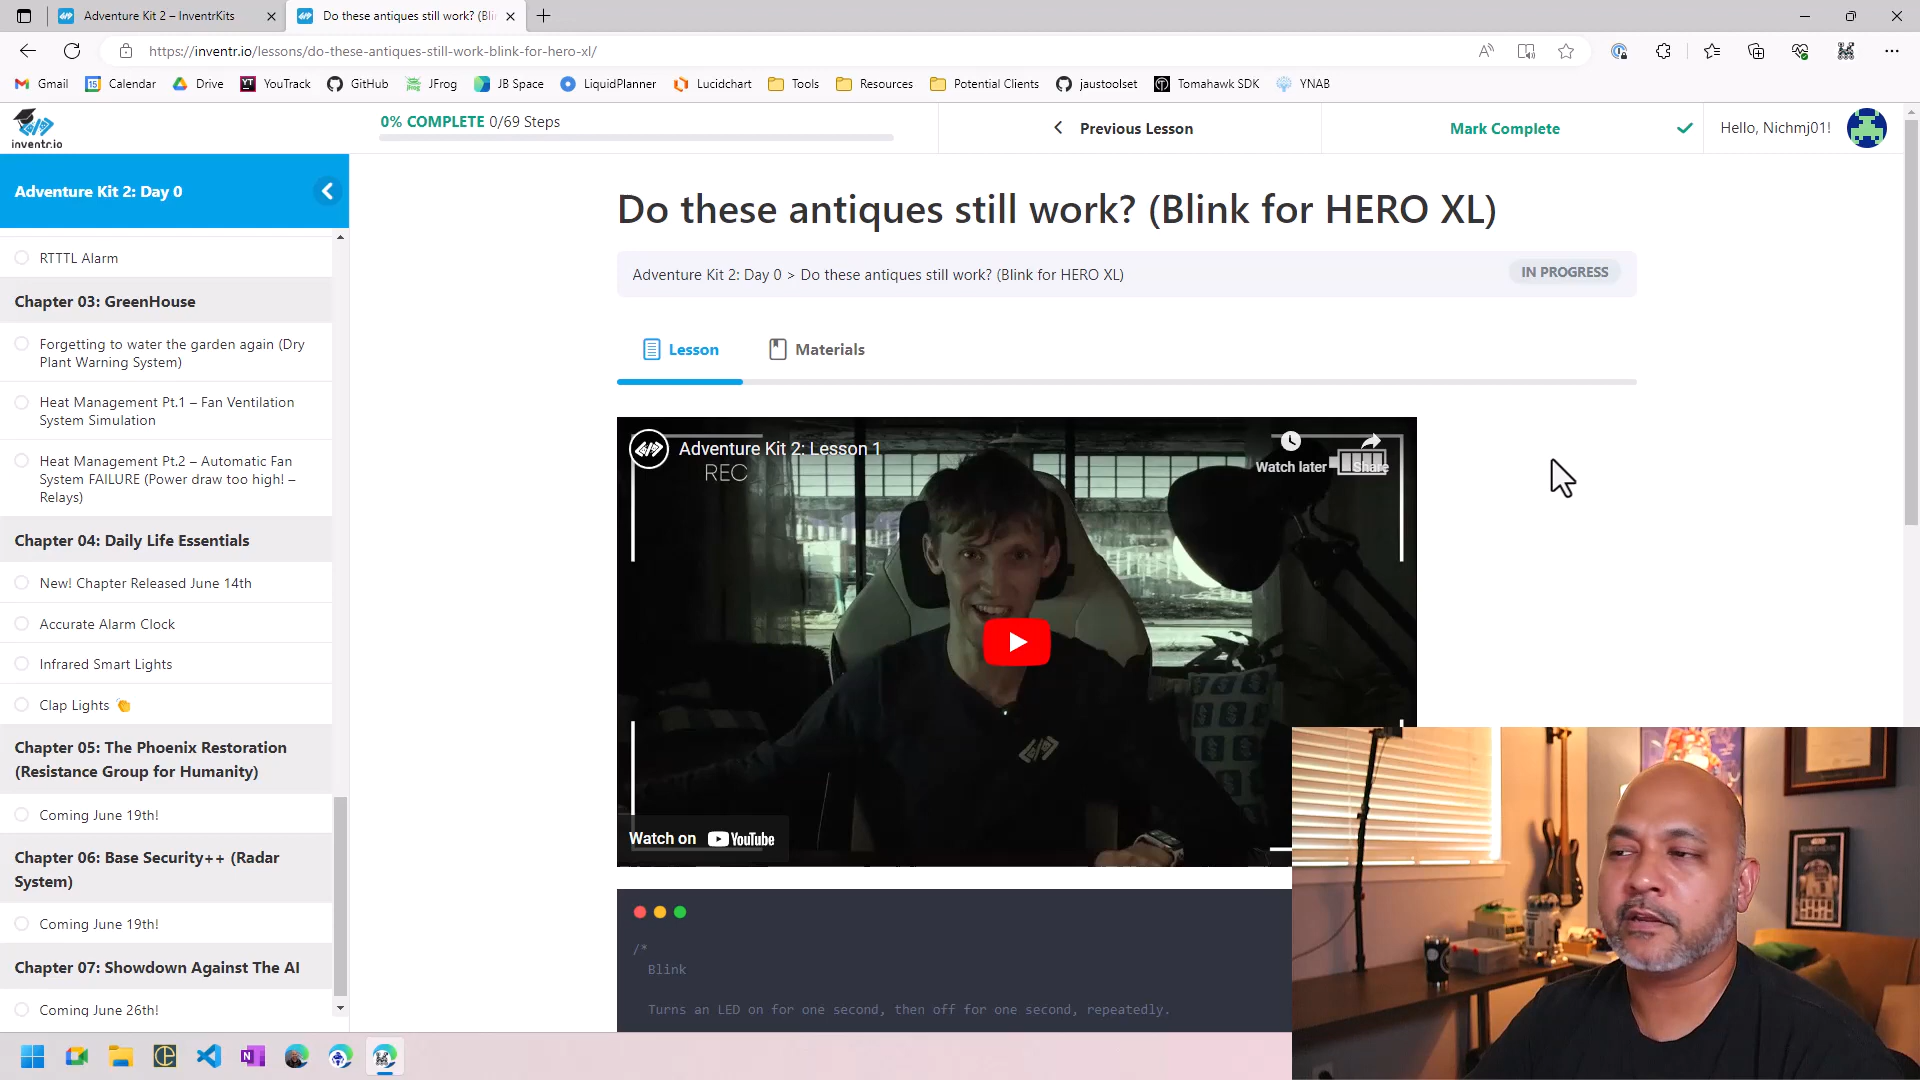 Adventure Kit 2 – InventrKits
Do these antiques still work? (Bli
https://inventr.io/lessons/do-these-antiques-still-work-blink-for-hero-xl/
Gmail
Calendar
Drive
YouTrack
GitHub
JFrog
JB Space
LiquidPlanner
Lucidchart
Tools
Resources
Potential Clients
jaustoolset
Tomahawk SDK
YNAB
inventr.io
0% COMPLETE 0/69 Steps
Previous Lesson
Mark Complete
Hello, Nichmj01!
Adventure Kit 2: Day 0
RTTTL Alarm
Chapter 03: GreenHouse
Forgetting to water the garden again (Dry
Plant Warning System)
Heat Management Pt.1 – Fan Ventilation
System Simulation
Heat Management Pt.2 – Automatic Fan
System FAILURE (Power draw too high! –
Relays)
Chapter 04: Daily Life Essentials
New! Chapter Released June 14th
Accurate Alarm Clock
Infrared Smart Lights
Clap Lights 👏
Chapter 05: The Phoenix Restoration
(Resistance Group for Humanity)
Coming June 19th!
Chapter 06: Base Security++ (Radar
System)
Coming June 19th!
Chapter 07: Showdown Against The AI
Coming June 26th!
Do these antiques still work? (Blink for HERO XL)
Adventure Kit 2: Day 0 > Do these antiques still work? (Blink for HERO XL)
IN PROGRESS
Lesson
Materials
Adventure Kit 2: Lesson 1
REC
Watch later
Share
Watch on YouTube
/*
Blink
Turns an LED on for one second, then off for one second, repeatedly.